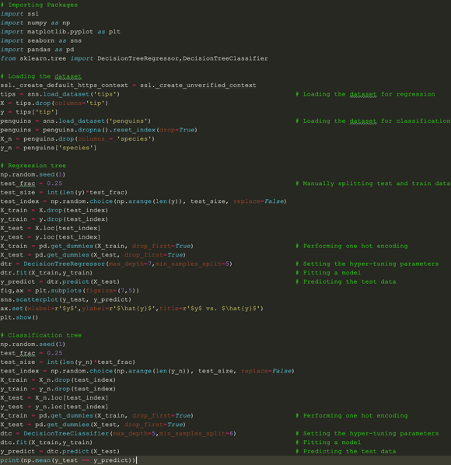 # Importing Packages
import ssl
import numpy as np
import matplotlib.pyplot as plt
import seaborn as sns
import pandas as pd
from sklearn.tree import DecisionTreeRegressor,DecisionTreeClassifier
# Loading the dataset
ssl._create_default_https_context = ssl._create_unverified_context
tips = sns.load_dataset('tips') # Loading the dataset for regression
X = tips.drop(columns='tip')
y = tips['tip']
penguins = sns.load_dataset('penguins') # Loading the dataset for classification
penguins = penguins.dropna().reset_index(drop=True)
X_n = penguins.drop(columns = 'species')
y_n = penguins['species']
# Regression tree
np.random.seed(1)
test_frac = 0.25 # Manually splitting test and train data
test_size = int(len(y)*test_frac)
test_index = np.random.choice(np.arange(len(y)), test_size, replace=False)
X_train = X.drop(test_index)
y_train = y.drop(test_index)
X_test = X.loc[test_index]
y_test = y.loc[test_index]
X_train = pd.get_dummies(X_train, drop_first=True) # Performing one hot encoding
X_test = pd.get_dummies(X_test, drop_first=True)
dtr = DecisionTreeRegressor(max_depth=7,min_samples_split=5) # Setting the hyper-tuning parameters
dtr.fit(X_train,y_train) # Fitting a model
y_predict = dtr.predict(X_test) # Predicting the test data
fig,ax = plt.subplots(figsize=(7,5))
sns.scatterplot(y_test, y_predict)
ax.set(xlabel=r'$y$',ylabel=r'$\hat{y}$',title=r'$y$ vs. $\hat{y}$')
plt.show()
# Classification tree
np.random.seed(1)
test_frac = 0.25
test_size = int(len(y_n)*test_frac)
test_index = np.random.choice(np.arange(len(y_n)), test_size, replace=False)
X_train = X_n.drop(test_index)
y_train = y_n.drop(test_index)
X_test = X_n.loc[test_index]
y_test = y_n.loc[test_index]
X_train = pd.get_dummies(X_train, drop_first=True) # Performing one hot encoding
X_test = pd.get_dummies(X_test, drop_first=True)
dtc = DecisionTreeClassifier(max_depth=5,min_samples_split=6) # Setting the hyper-tuning parameters
dtc.fit(X_train,y_train) # Fitting a model
y_predict = dtc.predict(X_test) # Predicting the test data
print(np.mean(y_test == y_predict))